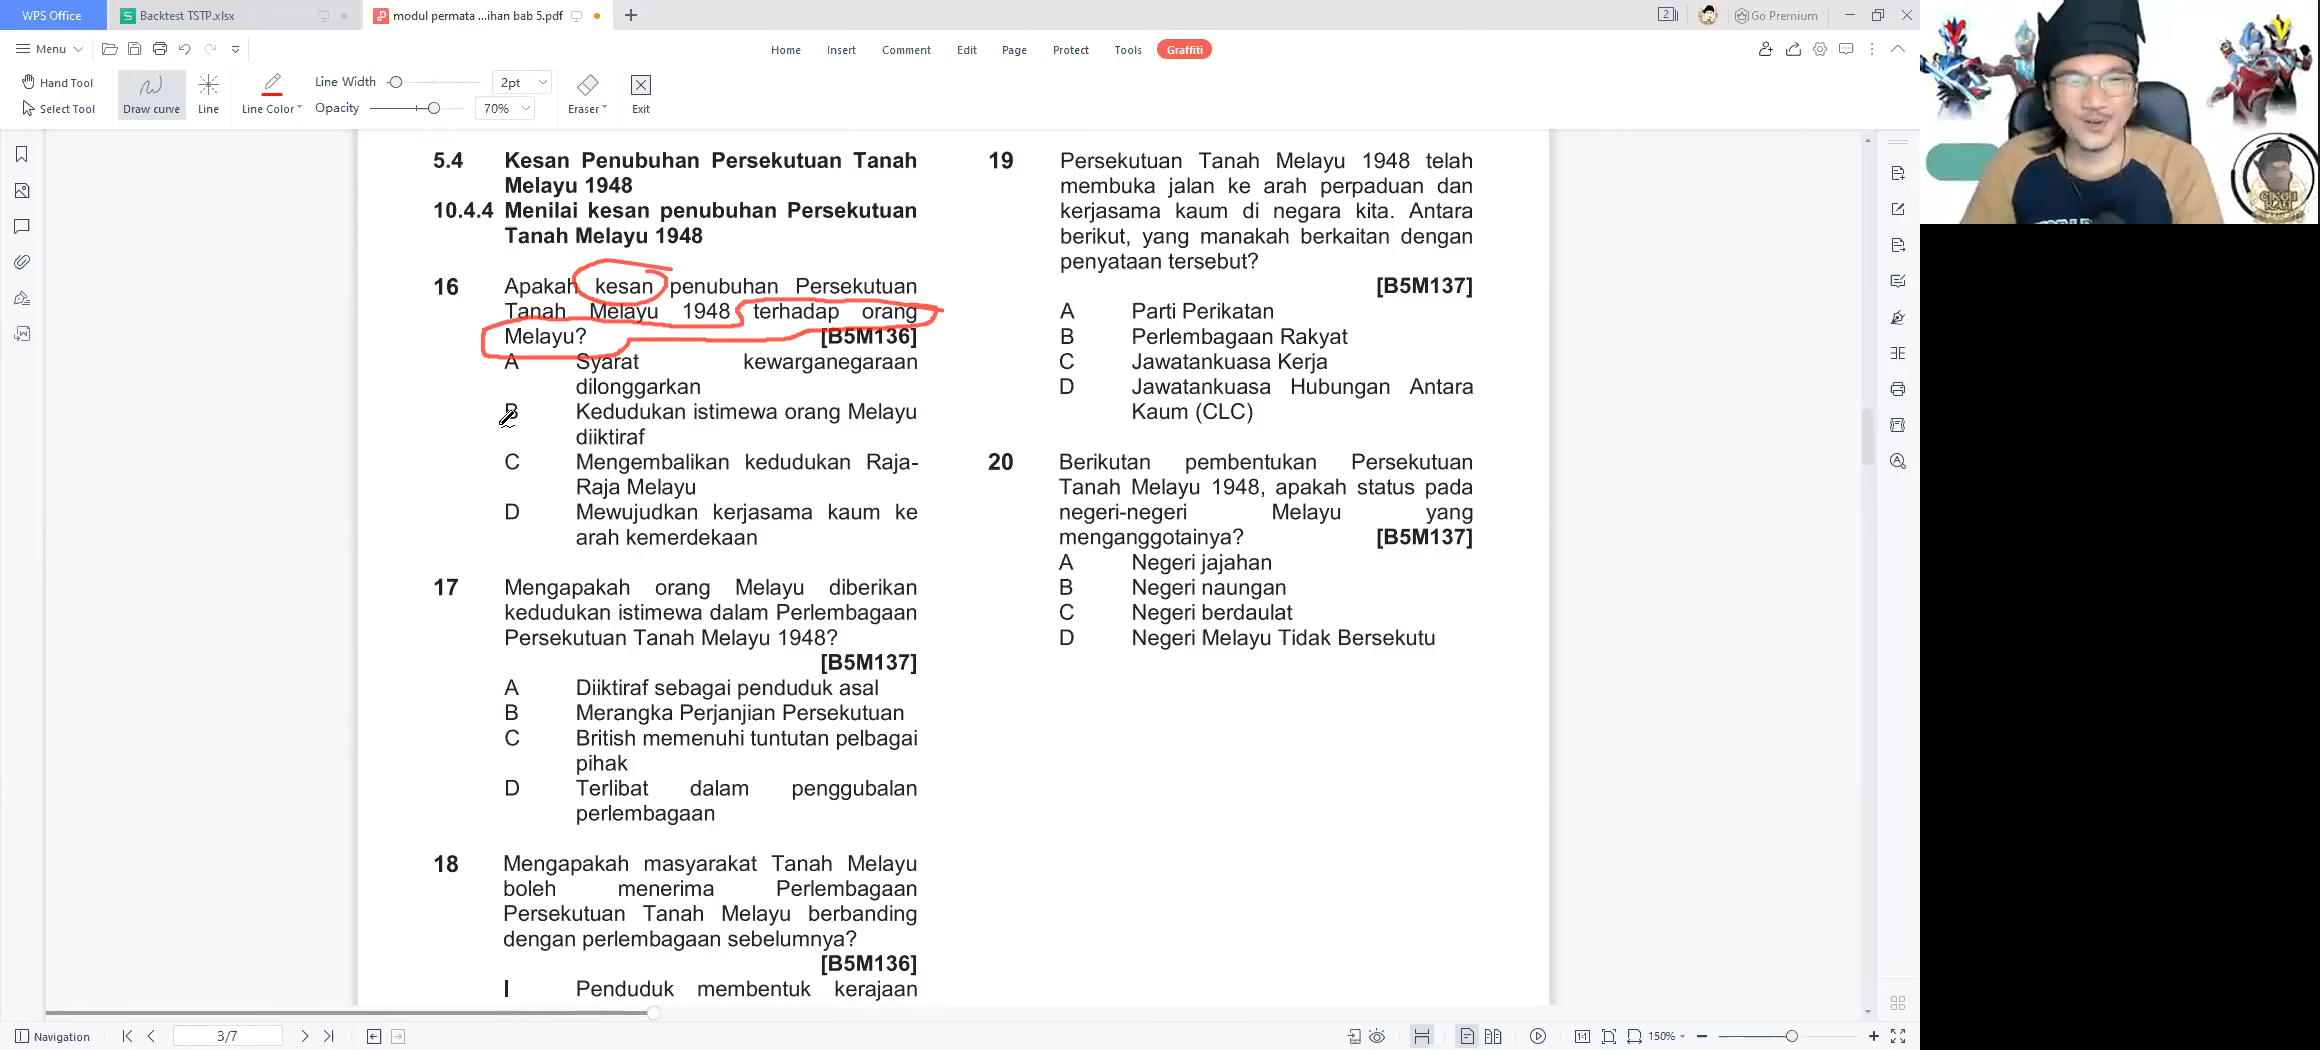 WPS Office
Backtest TSTP.xlsx
modul permata ...ihan bab 5.pdf
2
Go Premium
Menu
Home
Insert
Comment
Edit
Page
Protect
Tools
Graffiti
Hand Tool
Select Tool
Draw curve
Line
Line Color
Line Width
2pt
Opacity
70%
Eraser
Exit
5.4 Kesan Penubuhan Persekutuan Tanah
Melayu 1948
10.4.4 Menilai kesan penubuhan Persekutuan
Tanah Melayu 1948
16 Apakah kesan penubuhan Persekutuan
Tanah Melayu 1948 terhadap orang
Melayu? [B5M136]
A Syarat kewarganegaraan
dilonggarkan
B Kedudukan istimewa orang Melayu
diiktiraf
C Mengembalikan kedudukan Raja-
Raja Melayu
D Mewujudkan kerjasama kaum ke
arah kemerdekaan
17 Mengapakah orang Melayu diberikan
kedudukan istimewa dalam Perlembagaan
Persekutuan Tanah Melayu 1948?
[B5M137]
A Diiktiraf sebagai penduduk asal
B Merangka Perjanjian Persekutuan
C British memenuhi tuntutan pelbagai
pihak
D Terlibat dalam penggubalan
perlembagaan
18 Mengapakah masyarakat Tanah Melayu
boleh menerima Perlembagaan
Persekutuan Tanah Melayu berbanding
dengan perlembagaan sebelumnya?
[B5M136]
I Penduduk membentuk kerajaan
19 Persekutuan Tanah Melayu 1948 telah
membuka jalan ke arah perpaduan dan
kerjasama kaum di negara kita. Antara
berikut, yang manakah berkaitan dengan
penyataan tersebut?
[B5M137]
A Parti Perikatan
B Perlembagaan Rakyat
C Jawatankuasa Kerja
D Jawatankuasa Hubungan Antara
Kaum (CLC)
20 Berikutan pembentukan Persekutuan
Tanah Melayu 1948, apakah status pada
negeri-negeri Melayu yang
menganggotainya? [B5M137]
A Negeri jajahan
B Negeri naungan
C Negeri berdaulat
D Negeri Melayu Tidak Bersekutu
Navigation
3/7
1:1
150%